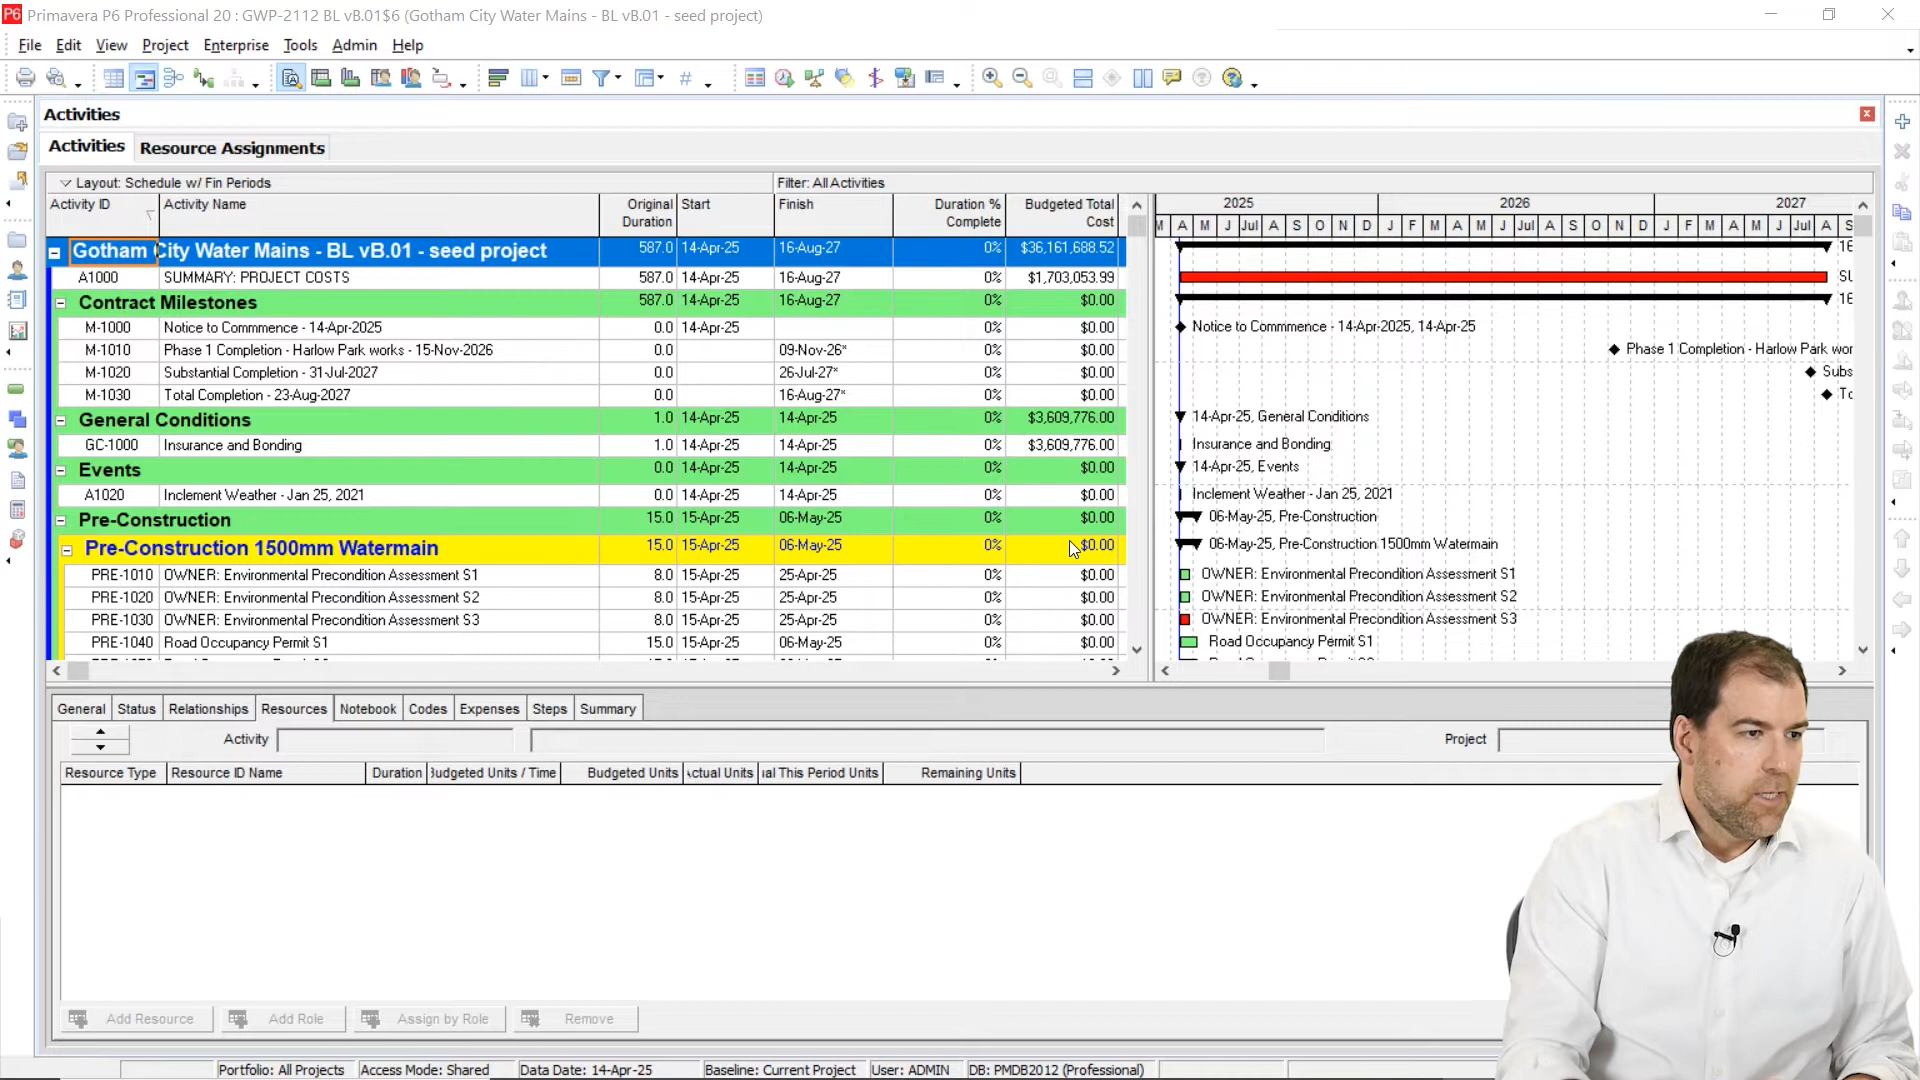 P6 Primavera P6 Professional 20 : GWP-2112 BL vB.01$6 (Gotham City Water Mains - BL vB.01 - seed project)
File Edit View Project Enterprise Tools Admin Help
Activities
Activities Resource Assignments
Layout: Schedule w/ Fin Periods Filter: All Activities
Activity ID Activity Name Original Duration Start Finish Duration % Complete Budgeted Total Cost
2025 2026 2027
M A M J Jul A S O N D J F M A M J Jul A S O N D J F M A M J Jul A S
Gotham City Water Mains - BL vB.01 - seed project 587.0 14-Apr-25 16-Aug-27 0% $36,161,688.52 16
A1000 SUMMARY: PROJECT COSTS 587.0 14-Apr-25 16-Aug-27 0% $1,703,053.99 SU
Contract Milestones 587.0 14-Apr-25 16-Aug-27 0% $0.00 16
M-1000 Notice to Commmence - 14-Apr-2025 0.0 14-Apr-25 0% $0.00 Notice to Commmence - 14-Apr-2025, 14-Apr-25
M-1010 Phase 1 Completion - Harlow Park works - 15-Nov-2026 0.0 09-Nov-26* 0% $0.00 Phase 1 Completion - Harlow Park wor
M-1020 Substantial Completion - 31-Jul-2027 0.0 26-Jul-27* 0% $0.00 Subs
M-1030 Total Completion - 23-Aug-2027 0.0 16-Aug-27* 0% $0.00
General Conditions 1.0 14-Apr-25 14-Apr-25 0% $3,609,776.00 14-Apr-25, General Conditions
GC-1000 Insurance and Bonding 1.0 14-Apr-25 14-Apr-25 0% $3,609,776.00 Insurance and Bonding
Events 0.0 14-Apr-25 14-Apr-25 0% $0.00 14-Apr-25, Events
A1020 Inclement Weather - Jan 25, 2021 0.0 14-Apr-25 14-Apr-25 0% $0.00 Inclement Weather - Jan 25, 2021
Pre-Construction 15.0 15-Apr-25 06-May-25 0% $0.00 06-May-25, Pre-Construction
Pre-Construction 1500mm Watermain 15.0 15-Apr-25 06-May-25 0% $0.00 06-May-25, Pre-Construction 1500mm Watermain
PRE-1010 OWNER: Environmental Precondition Assessment S1 8.0 15-Apr-25 25-Apr-25 0% $0.00 OWNER: Environmental Precondition Assessment S1
PRE-1020 OWNER: Environmental Precondition Assessment S2 8.0 15-Apr-25 25-Apr-25 0% $0.00 OWNER: Environmental Precondition Assessment S2
PRE-1030 OWNER: Environmental Precondition Assessment S3 8.0 15-Apr-25 25-Apr-25 0% $0.00 OWNER: Environmental Precondition Assessment S3
PRE-1040 Road Occupancy Permit S1 15.0 15-Apr-25 06-May-25 0% $0.00 Road Occupancy Permit S1
General Status Relationships Resources Notebook Codes Expenses Steps Summary
Activity Project
Resource Type Resource ID Name Duration Budgeted Units / Time Budgeted Units Actual Units al This Period Units Remaining Units
Add Resource Add Role Assign by Role Remove
Portfolio: All Projects Access Mode: Shared Data Date: 14-Apr-25 Baseline: Current Project User: ADMIN DB: PMDB2012 (Professional)